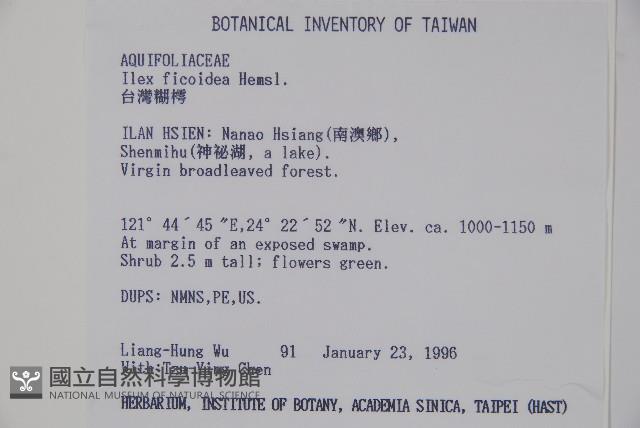 BOTANICAL INVENTORY OF TAIWAN
AQUIFOLIACEAE
Ilex ficoidea Hemsl.
台灣糊樗
ILAN HSIEN: Nanao Hsiang(南澳鄉),
Shenmihu(神祕湖, a lake).
Virgin broadleaved forest.
121° 44´45 ˝E,24° 22´52 ˝N. Elev. ca. 1000-1150 m
At margin of an exposed swamp.
Shrub 2.5 m tall; flowers green.
DUPS: NMNS,PE,US.
Liang-Hung Wu 91 January 23, 1996
With Tzu-Ying Chen
國立自然科學博物館
NATIONAL MUSEUM OF NATURAL SCIENCE
HERBARIUM, INSTITUTE OF BOTANY, ACADEMIA SINICA, TAIPEI (HAST)